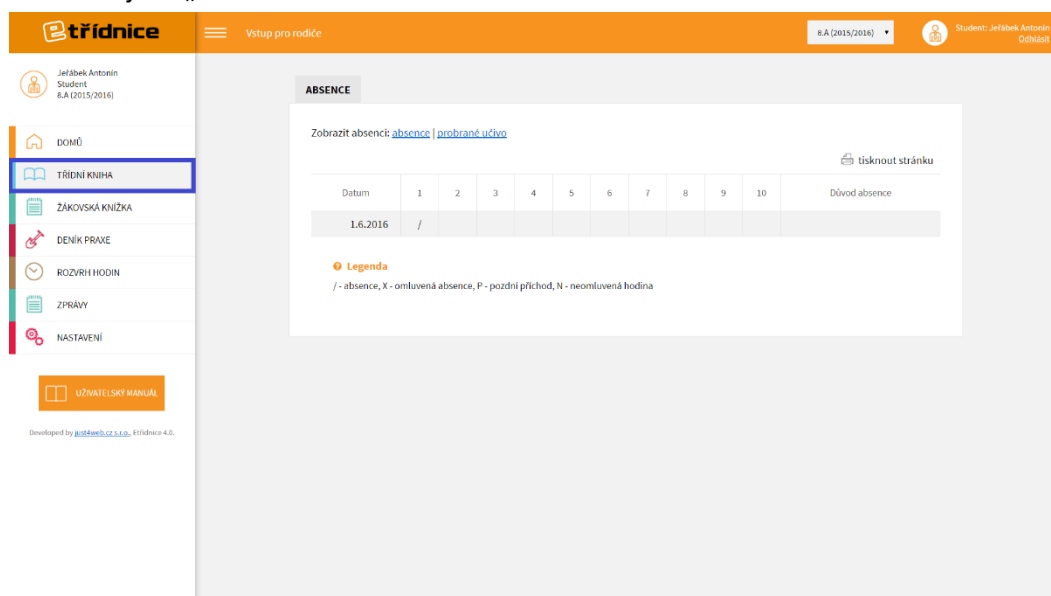 etřídnice
Vstup pro rodiče
8.A (2015/2016)
Student: Jeřábek Antonín
Odhlásit
Jeřábek Antonín
Student
8.A (2015/2016)
DOMŮ
TŘÍDNÍ KNIHA
ŽÁKOVSKÁ KNÍŽKA
DENÍK PRAXE
ROZVRH HODIN
ZPRÁVY
NASTAVENÍ
UŽIVATELSKÝ MANUÁL
Developed by just4web.cz s.r.o., Etřídnice 4.0.
ABSENCE
Zobrazit absenci: absence | probrané učivo
tisknout stránku
Datum 1 2 3 4 5 6 7 8 9 10 Důvod absence
1.6.2016 /
Legenda
/ - absence, X - omluvená absence, P - pozdní příchod, N - neomluvená hodina